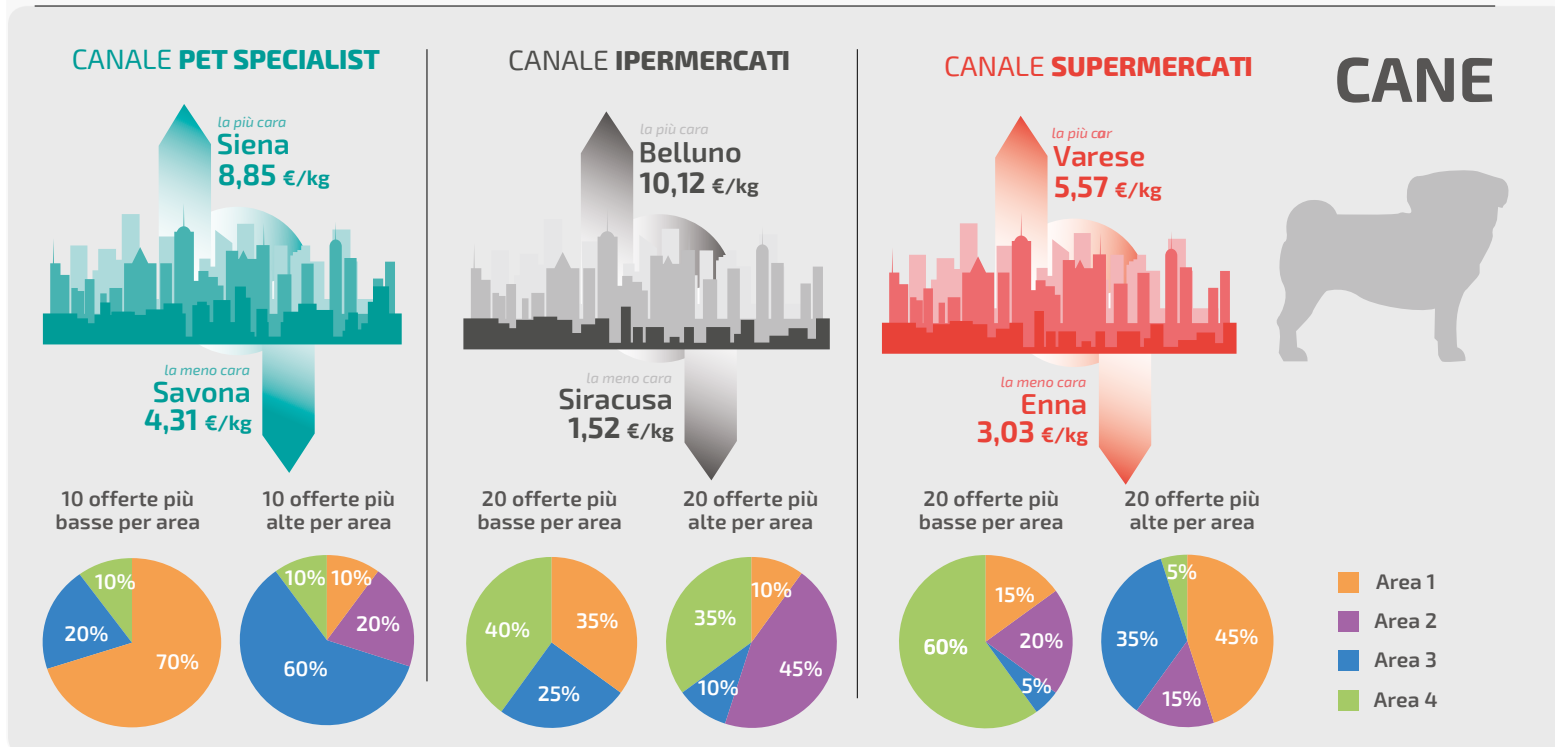 CANALE PET SPECIALIST
la più cara
Siena
8,85 €/kg
la meno cara
Savona
4,31 €/kg
10 offerte più
basse per area
10%
20%
70%
10 offerte più
alte per area
10%
10%
20%
60%
CANALE IPERMERCATI
la più cara
Belluno
10,12 €/kg
la meno cara
Siracusa
1,52 €/kg
20 offerte più
basse per area
35%
40%
25%
20 offerte più
alte per area
10%
35%
45%
10%
CANALE SUPERMERCATI
la più car
Varese
5,57 €/kg
la meno cara
Enna
3,03 €/kg
20 offerte più
basse per area
15%
20%
60%
5%
20 offerte più
alte per area
5%
35%
45%
15%
CANE
Area 1
Area 2
Area 3
Area 4